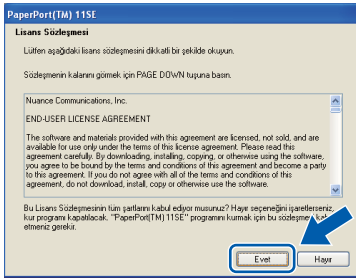 PaperPort(TM) 11SE
Lisans Sözleşmesi
Lütfen aşağıdaki lisans sözleşmesini dikkatli bir şekilde okuyun.
Sözleşmenin kalanını görmek için PAGE DOWN tuşuna basın.
Nuance Communications, Inc.
END-USER LICENSE AGREEMENT
The software and materials provided with this agreement are licensed, not sold, and are
available for use only under the terms of this license agreement. Please read this
agreement carefully. By downloading, installing, copying, or otherwise using the software,
you agree to be bound by the terms and conditions of this agreement and become a party
to this agreement. If you do not agree with all of the terms and conditions of this
agreement, do not download, install, copy or otherwise use the software.
Bu Lisans Sözleşmesinin tüm şartlarını kabul ediyor musunuz? Hayır seçeneğini işaretlerseniz,
kur programı kapatılacak. "PaperPort(TM) 11SE" programını kurmak için bu sözleşmeyi
etmeniz gerekir.
Evet
Hayır